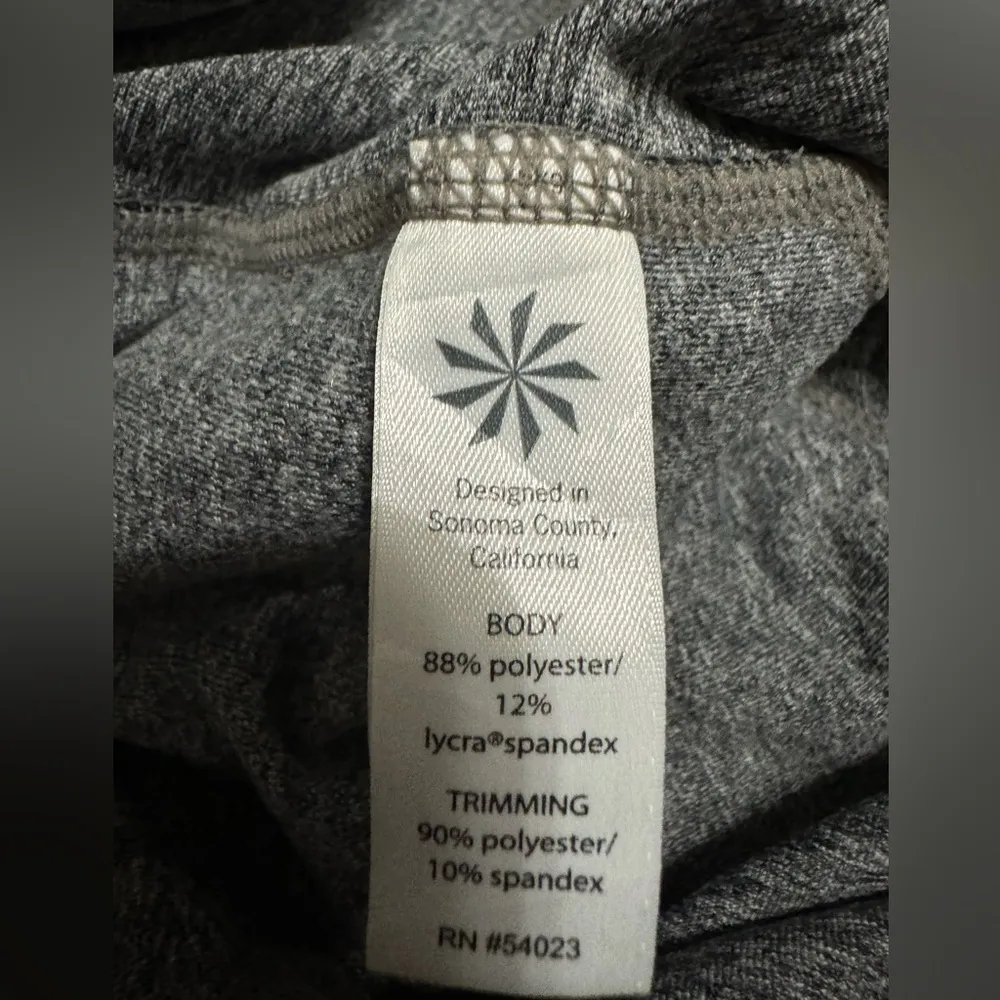 Designed in
Sonoma County,
California
BODY
88% polyester/
12%
lycra®spandex
TRIMMING
90% polyester/
10% spandex
RN #54023